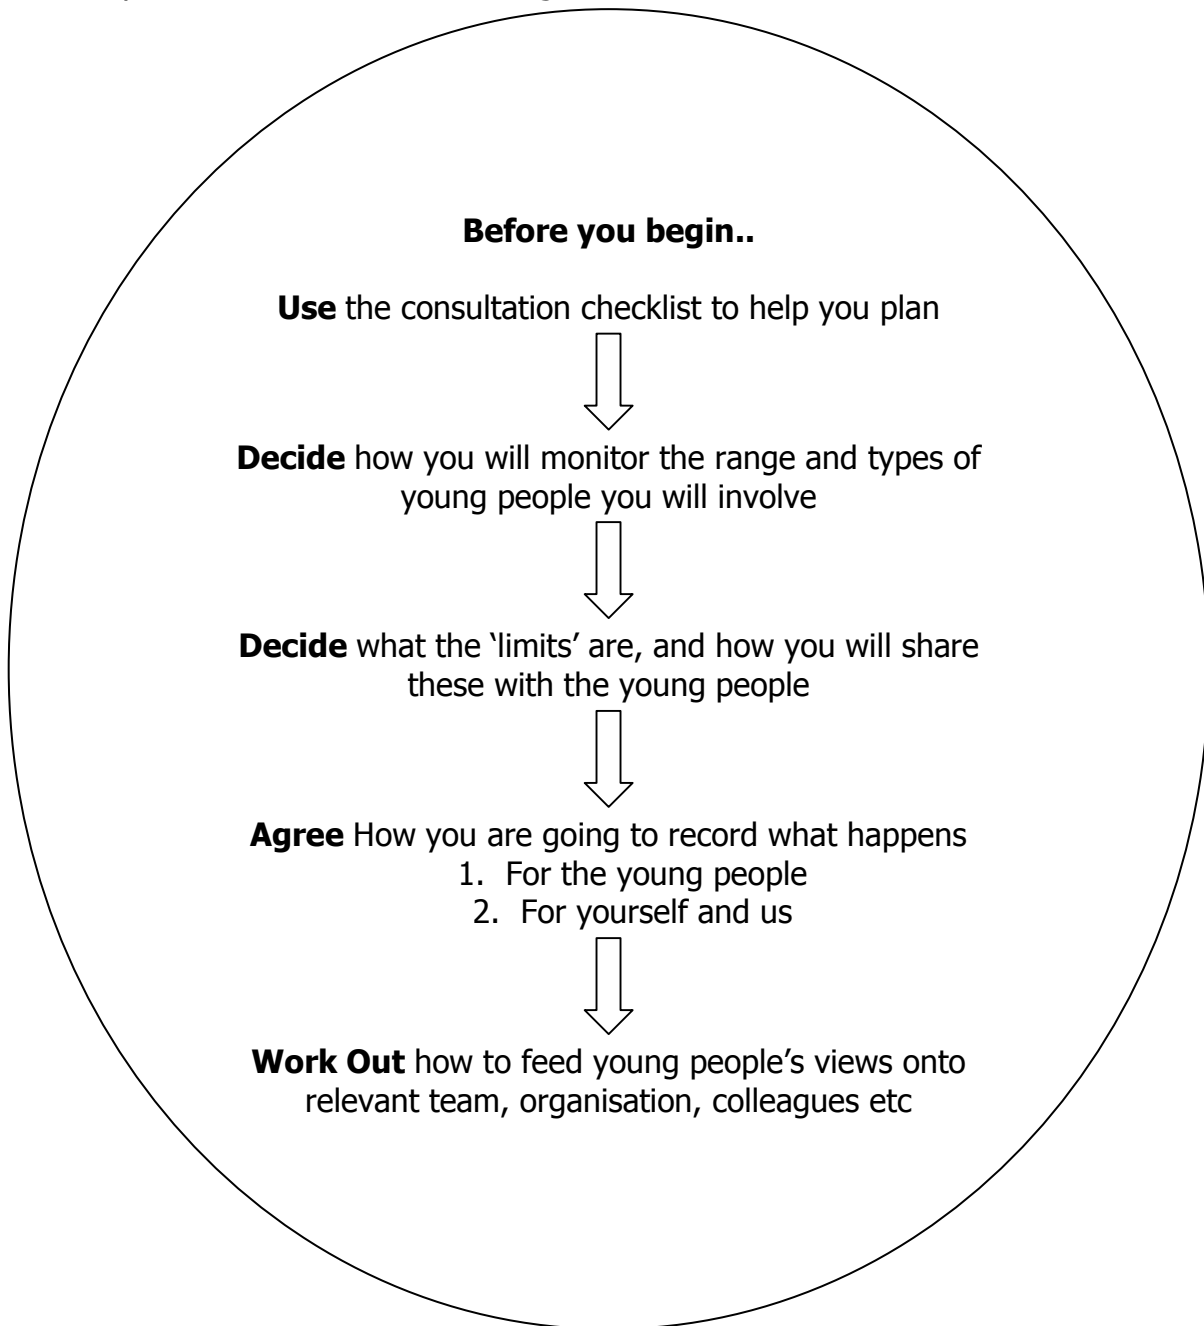 Before you begin..
Use the consultation checklist to help you plan
Decide how you will monitor the range and types of
young people you will involve
Decide what the ‘limits’ are, and how you will share
these with the young people
Agree How you are going to record what happens
1. For the young people
2. For yourself and us
Work Out how to feed young people’s views onto
relevant team, organisation, colleagues etc